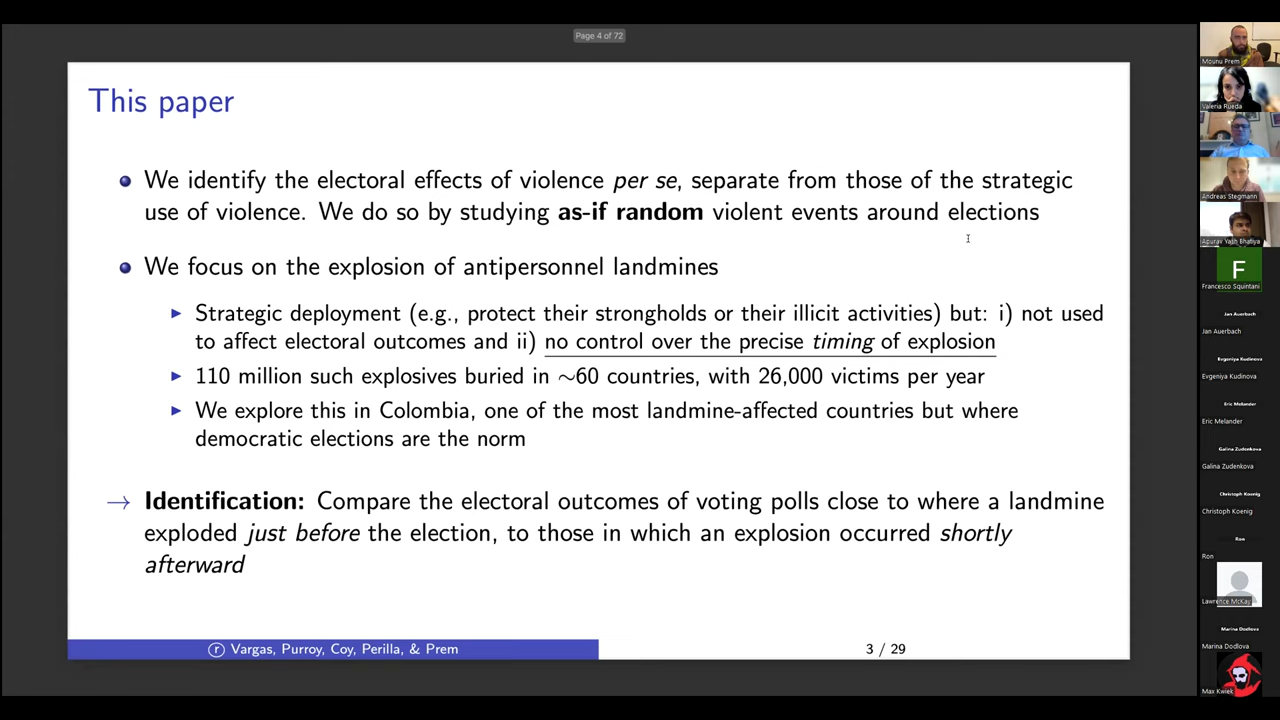 Page 4 of 72
This paper
We identify the electoral effects of violence per se, separate from those of the strategic
use of violence. We do so by studying as-if random violent events around elections
We focus on the explosion of antipersonnel landmines
Strategic deployment (e.g., protect their strongholds or their illicit activities) but: i) not used
to affect electoral outcomes and ii) no control over the precise timing of explosion
110 million such explosives buried in ∼60 countries, with 26,000 victims per year
We explore this in Colombia, one of the most landmine-affected countries but where
democratic elections are the norm
→ Identification: Compare the electoral outcomes of voting polls close to where a landmine
exploded just before the election, to those in which an explosion occurred shortly
afterward
ⓡ Vargas, Purroy, Coy, Perilla, & Prem
3 / 29
Mounu Prem
Valeria Rueda
Andreas Stegmann
Apurav Yash Bhatiya
F
Francesco Squintani
Jan Auerbach
Jan Auerbach
Evgeniya Kudinova
Evgeniya Kudinova
Eric Melander
Eric Melander
Galina Zudenkova
Galina Zudenkova
Christoph Koenig
Christoph Koenig
Ron
Ron
Lawrence McKay
Marina Dodlova
Marina Dodlova
Max Kwiek